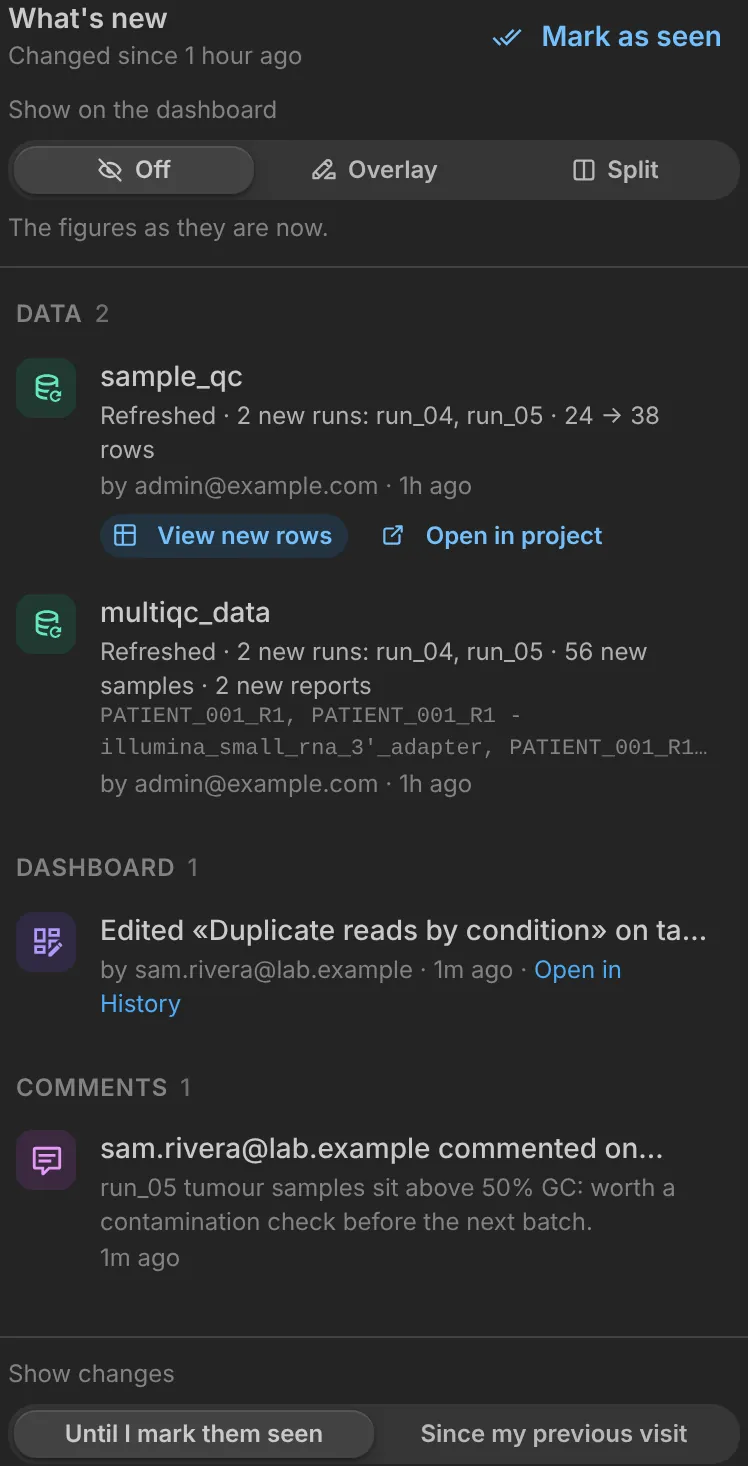 What's new
Mark as seen
Changed since 1 hour ago
Show on the dashboard
Off
Overlay
Split
The figures as they are now.
DATA 2
sample_qc
Refreshed · 2 new runs: run_04, run_05 · 24 → 38
rows
by admin@example.com · 1h ago
View new rows
Open in project
multiqc_data
Refreshed · 2 new runs: run_04, run_05 · 56 new
samples · 2 new reports
PATIENT_001_R1, PATIENT_001_R1 -
illumina_small_rna_3'_adapter, PATIENT_001_R1…
by admin@example.com · 1h ago
DASHBOARD 1
Edited «Duplicate reads by condition» on ta...
by sam.rivera@lab.example · 1m ago · Open in
History
COMMENTS 1
sam.rivera@lab.example commented on...
run_05 tumour samples sit above 50% GC: worth a
contamination check before the next batch.
1m ago
Show changes
Until I mark them seen
Since my previous visit